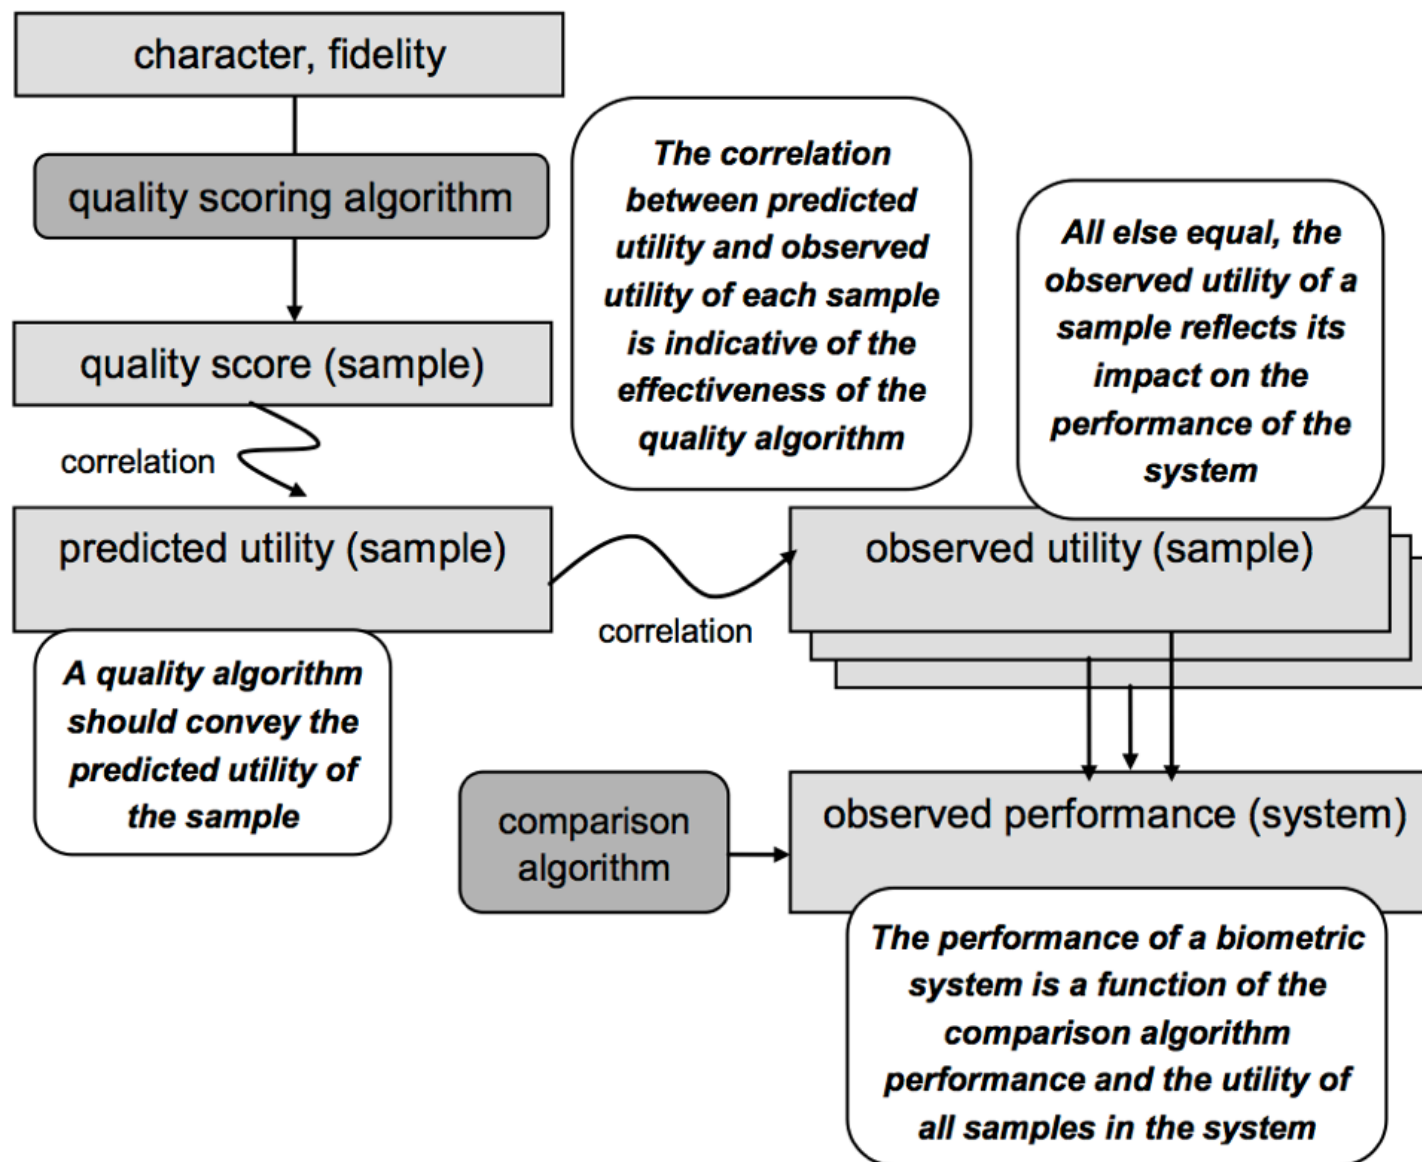 character, fidelity
quality scoring algorithm
quality score (sample)
correlation
predicted utility (sample)
A quality algorithm
should convey the
predicted utility of
the sample
The correlation
between predicted
utility and observed
utility of each sample
is indicative of the
effectiveness of the
quality algorithm
correlation
All else equal, the
observed utility of a
sample reflects its
impact on the
performance of the
system
observed utility (sample)
comparison
algorithm
observed performance (system)
The performance of a biometric
system is a function of the
comparison algorithm
performance and the utility of
all samples in the system